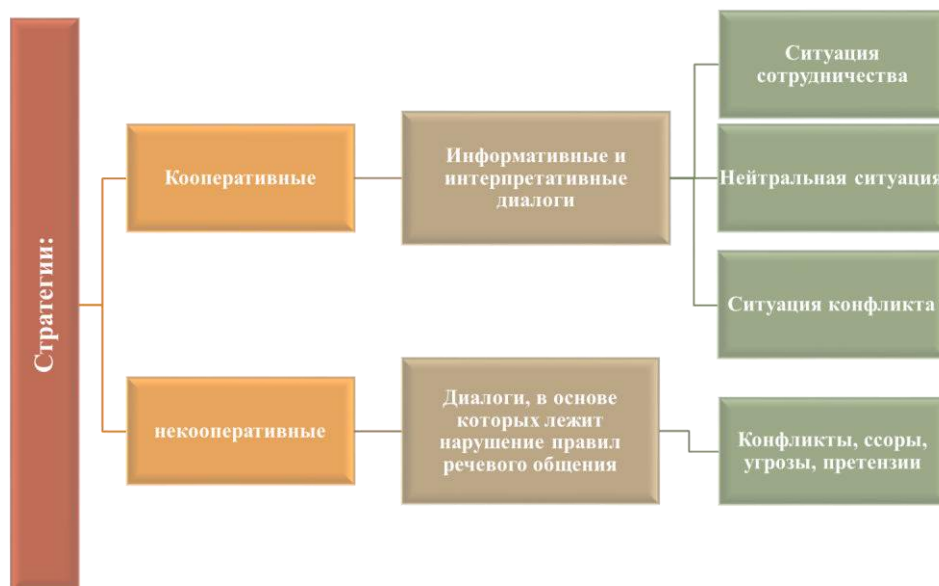 Стратегии:
Кооперативные
Информативные и
интерпретативные
диалоги
Ситуация
сотрудничества
Нейтральная ситуация
Ситуация конфликта
некооперативные
Диалоги, в основе
которых лежит
нарушение правил
речевого общения
Конфликты, ссоры,
угрозы, претензии